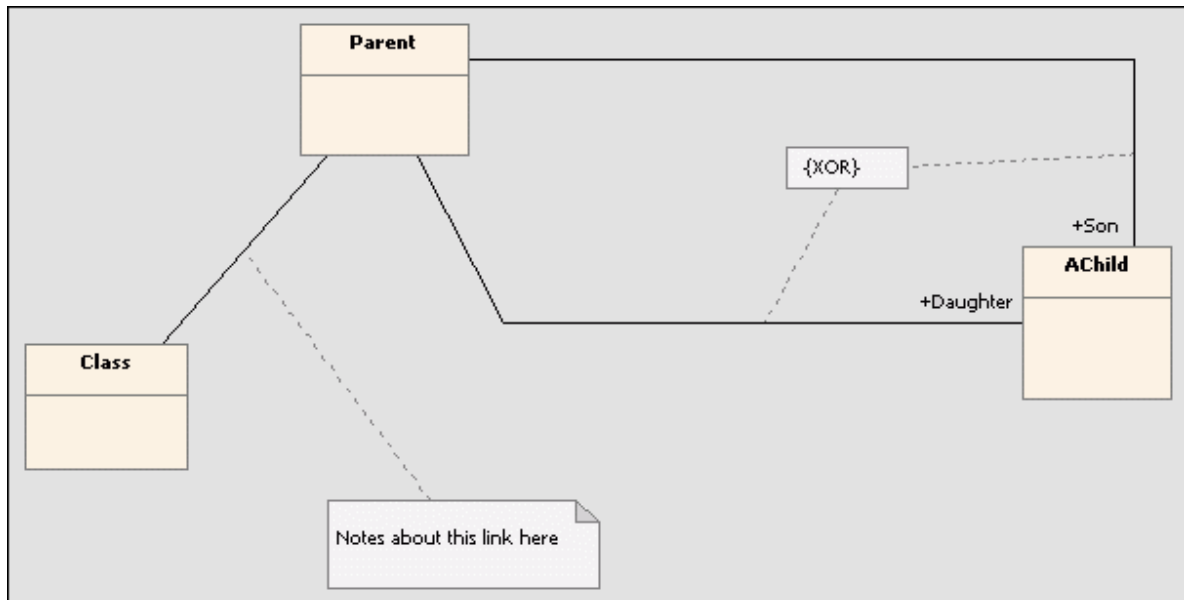 Parent
{XOR}
+Son
AChild
+Daughter
Class
Notes about this link here